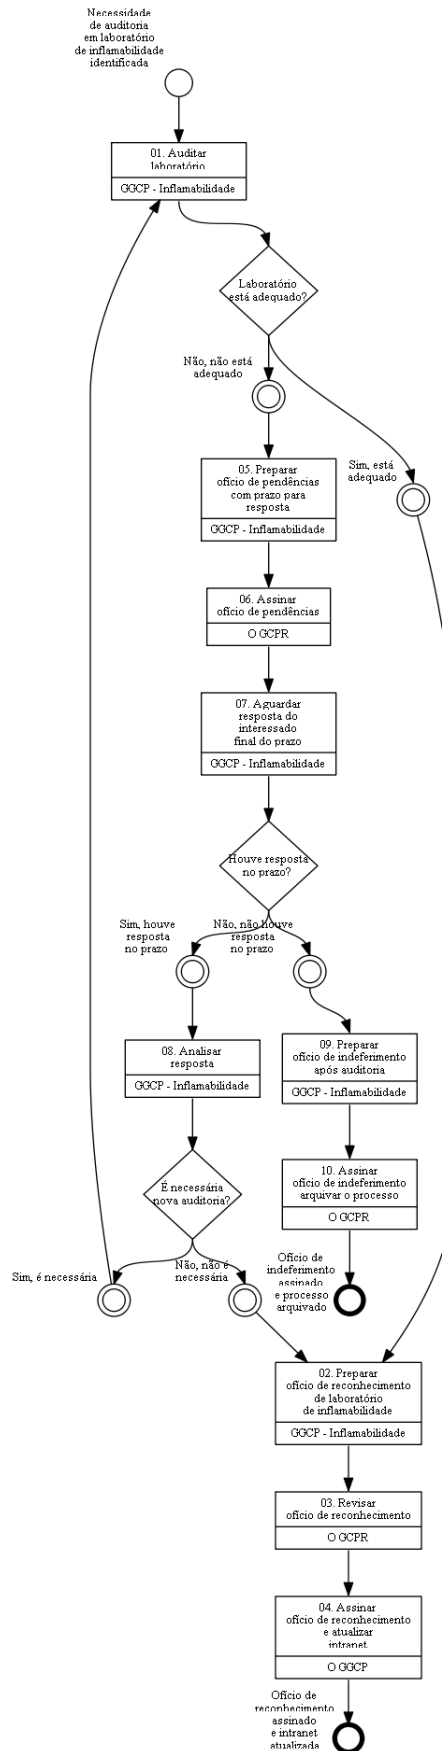 Necessidade
de auditoria
em laboratório
de inflamabilidade
identificada
01. Auditar
laboratório
GGCP - Inflamabilidade
Laboratório
está adequado?
Não, não está
adequado
Sim, está
adequado
05. Preparar
ofício de pendências
com prazo para
resposta
GGCP - Inflamabilidade
06. Assinar
ofício de pendências
O GCPR
07. Aguardar
resposta do
interessado
final do prazo
GGCP - Inflamabilidade
Houve resposta
no prazo?
Sim, houve
resposta
no prazo
Não, não houve
resposta
no prazo
08. Analisar
resposta
GGCP - Inflamabilidade
09. Preparar
ofício de indeferimento
após auditoria
GGCP - Inflamabilidade
É necessária
nova auditoria?
10. Assinar
ofício de indeferimento
arquivar o processo
O GCPR
Sim, é necessária
Não, não é
necessária
Ofício de
indeferimento
assinado
e processo
arquivado
02. Preparar
ofício de reconhecimento
de laboratório
de inflamabilidade
GGCP - Inflamabilidade
03. Revisar
ofício de reconhecimento
O GCPR
04. Assinar
ofício de reconhecimento
e atualizar
intranet
O GGCP
Ofício de
reconhecimento
assinado
e intranet
atualizada